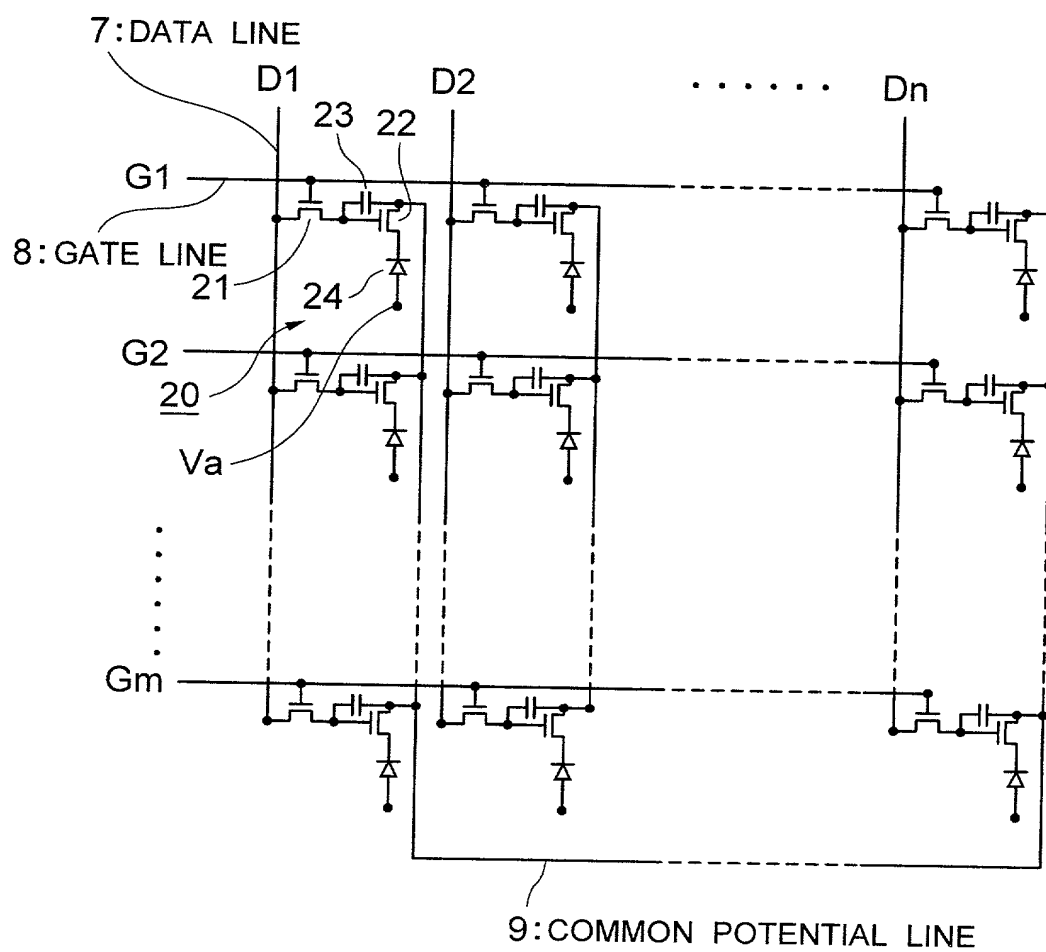 7:DATA LINE
D1
D2
· · · · · ·
Dn
23
22
G1
8:GATE LINE
21
24
G2
20
Va
Gm
9:COMMON POTENTIAL LINE